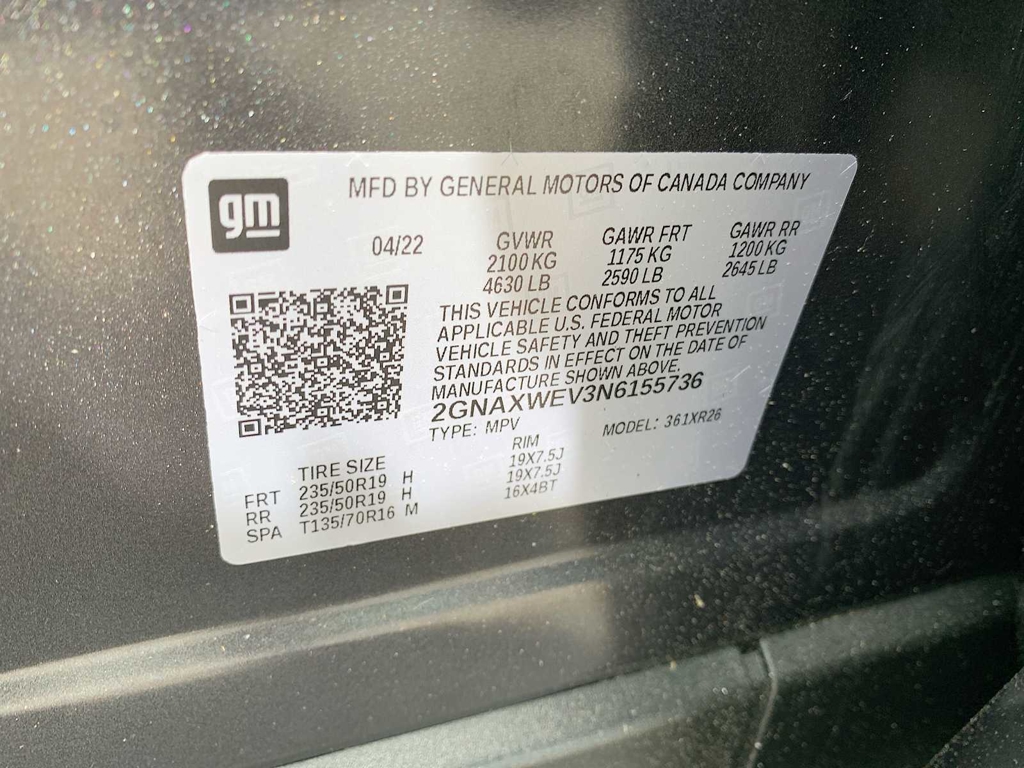 gm
MFD BY GENERAL MOTORS OF CANADA COMPANY
04/22 GVWR GAWR FRT GAWR RR
2100 KG 1175 KG 1200 KG
4630 LB 2590 LB 2645 LB
THIS VEHICLE CONFORMS TO ALL
APPLICABLE U.S. FEDERAL MOTOR
VEHICLE SAFETY AND THEFT PREVENTION
STANDARDS IN EFFECT ON THE DATE OF
MANUFACTURE SHOWN ABOVE.
2GNAXWEV3N6155736
TYPE: MPV MODEL: 361XR26
TIRE SIZE RIM
FRT 235/50R19 H 19X7.5J
RR 235/50R19 H 19X7.5J
SPA T135/70R16 M 16X4BT